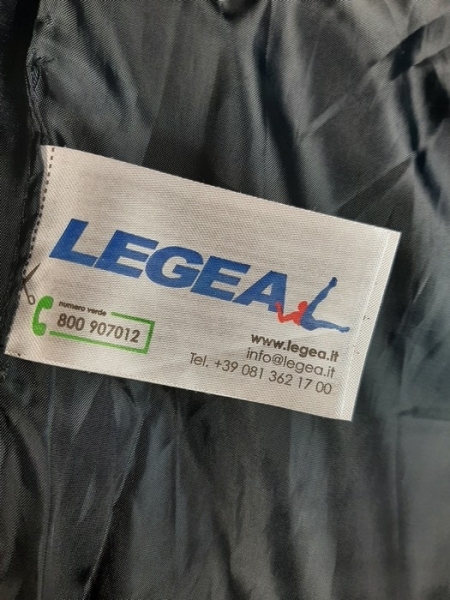 LEGEA
numero verde
800 907012
www.legea.it
info@legea.it
Tel. +39 081 362 17 00